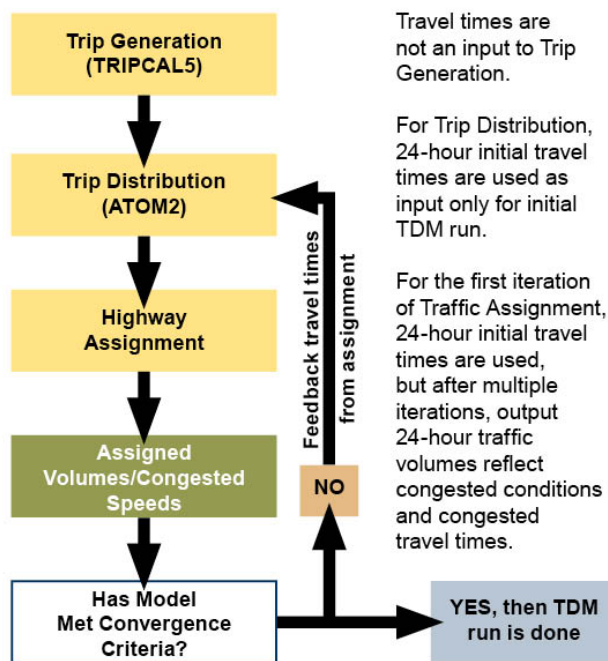 Trip Generation
(TRIPCAL5)
Trip Distribution
(ATOM2)
Highway
Assignment
Assigned
Volumes/Congested
Speeds
Has Model
Met Convergence
Criteria?
NO
Feedback travel times
from assignment
YES, then TDM
run is done
Travel times are
not an input to Trip
Generation.
For Trip Distribution,
24-hour initial travel
times are used as
input only for initial
TDM run.
For the first iteration
of Traffic Assignment,
24-hour initial travel
times are used,
but after multiple
iterations, output
24-hour traffic
volumes reflect
congested conditions
and congested
travel times.